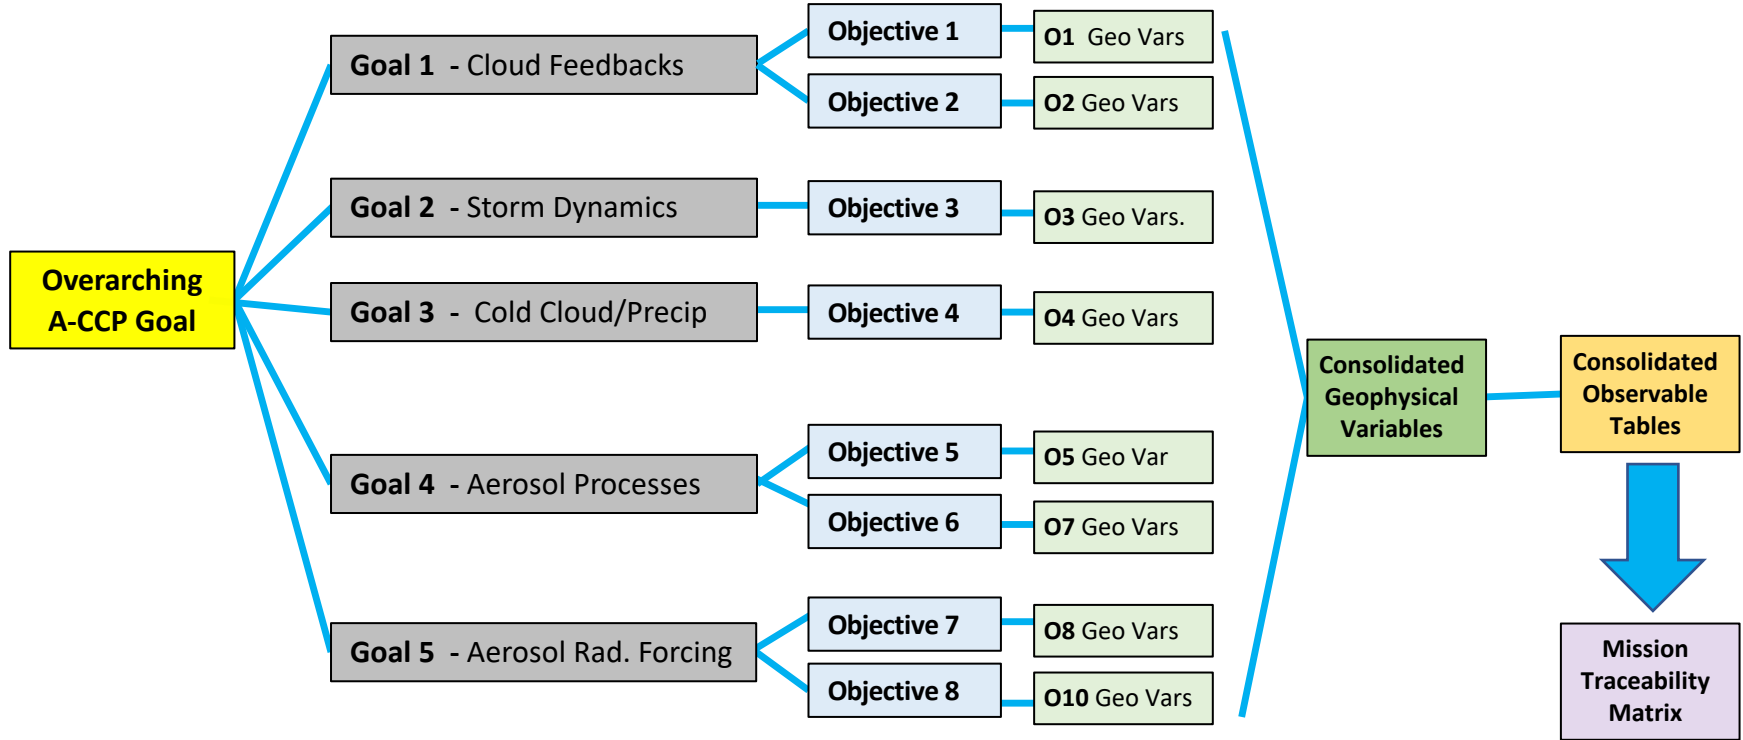 Overarching
A-CCP Goal
Goal 1 - Cloud Feedbacks
Objective 1
O1 Geo Vars
Objective 2
O2 Geo Vars
Goal 2 - Storm Dynamics
Objective 3
O3 Geo Vars.
Goal 3 - Cold Cloud/Precip
Objective 4
O4 Geo Vars
Goal 4 - Aerosol Processes
Objective 5
O5 Geo Var
Objective 6
O7 Geo Vars
Goal 5 - Aerosol Rad. Forcing
Objective 7
O8 Geo Vars
Objective 8
O10 Geo Vars
Consolidated
Geophysical
Variables
Consolidated
Observable
Tables
Mission
Traceability
Matrix